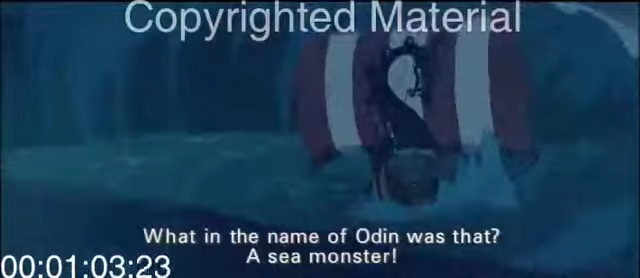 Copyrighted Material
What in the name of Odin was that?
A sea monster!
00:01:03:23